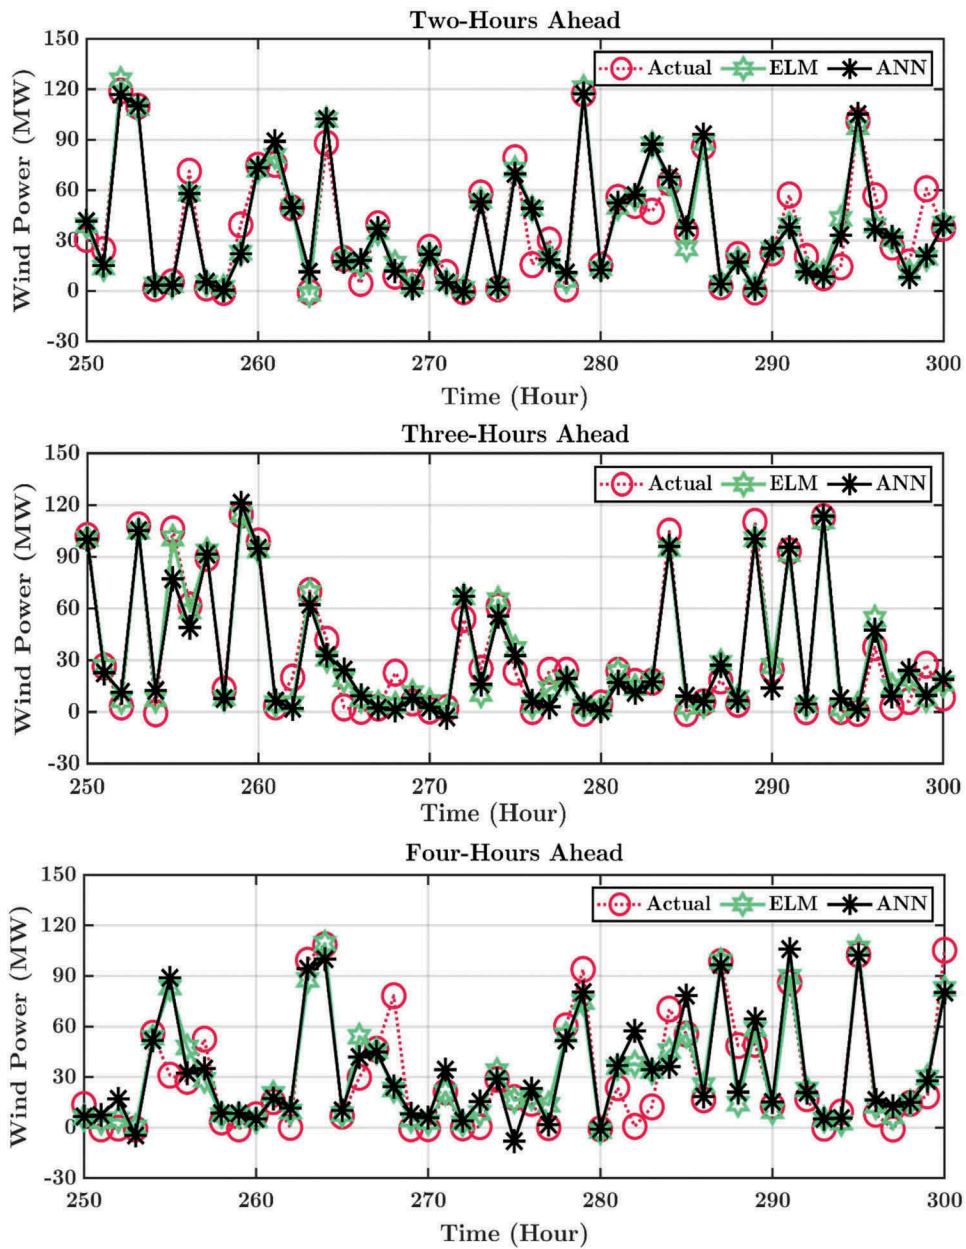 Two-Hours Ahead
150
120
90
60
30
0
-30
Wind Power (MW)
Actual ELM ANN
250 260 270 280 290 300
Time (Hour)
Three-Hours Ahead
150
120
90
60
30
0
-30
Wind Power (MW)
Actual ELM ANN
250 260 270 280 290 300
Time (Hour)
Four-Hours Ahead
150
120
90
60
30
0
-30
Wind Power (MW)
Actual ELM ANN
250 260 270 280 290 300
Time (Hour)